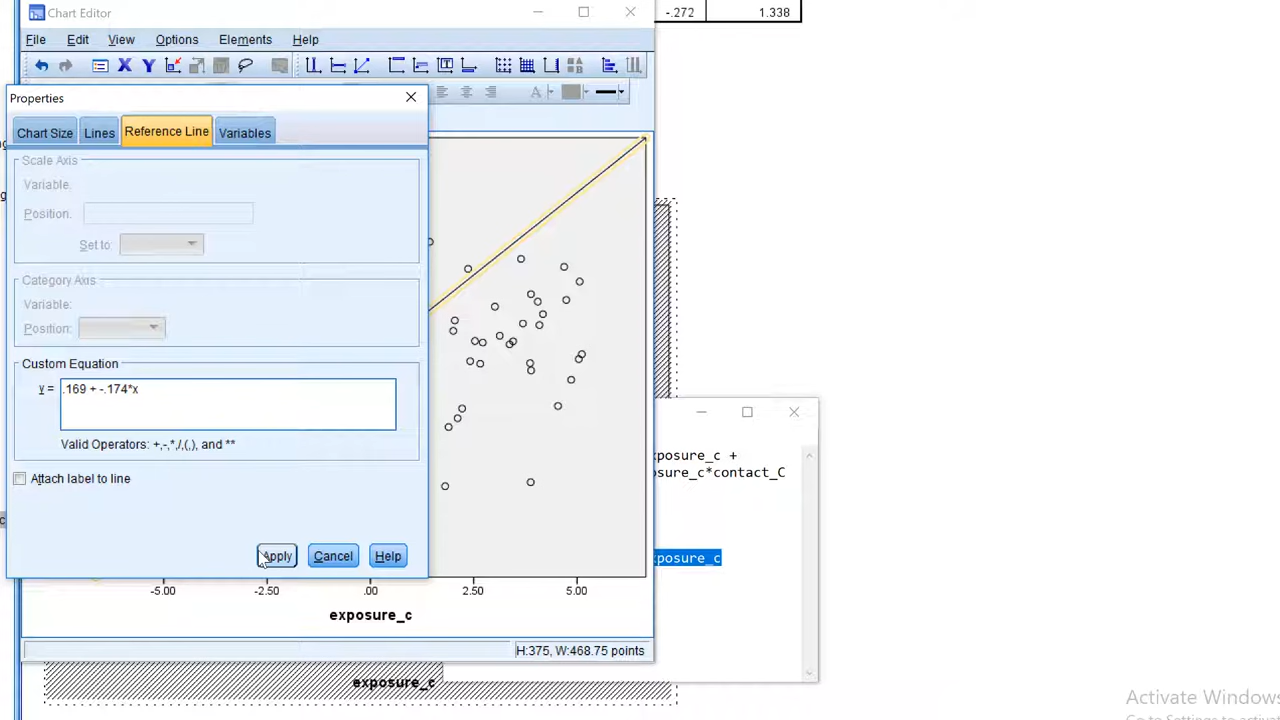 Chart Editor
-.272 1.338
File Edit View Options Elements Help
Properties
Chart Size Lines Reference Line Variables
Scale Axis
Variable:
Position:
Set to:
Category Axis
Variable:
Position:
Custom Equation
y = .169 + -.174*x
Valid Operators: +,-,*,/,(,), and **
Attach label to line
Apply Cancel Help
-5.00 -2.50 .00 2.50 5.00
exposure_c
H:375, W:468.75 points
exposure_c
xposure_c +
osure_c*contact_C
xposure_c
Activate Windows